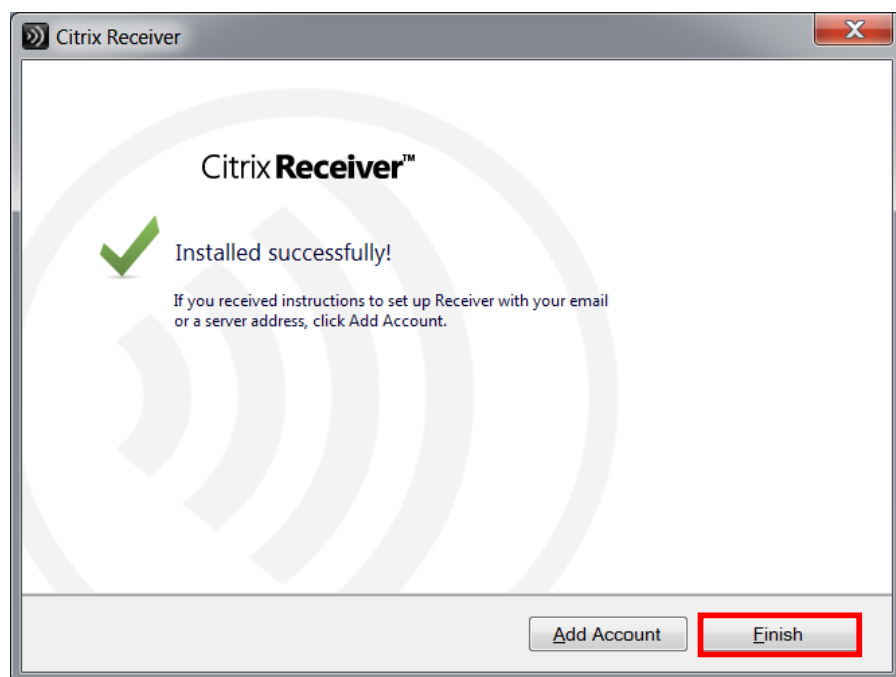 Citrix Receiver
X
Citrix Receiver™
Installed successfully!
If you received instructions to set up Receiver with your email
or a server address, click Add Account.
Add Account
Finish